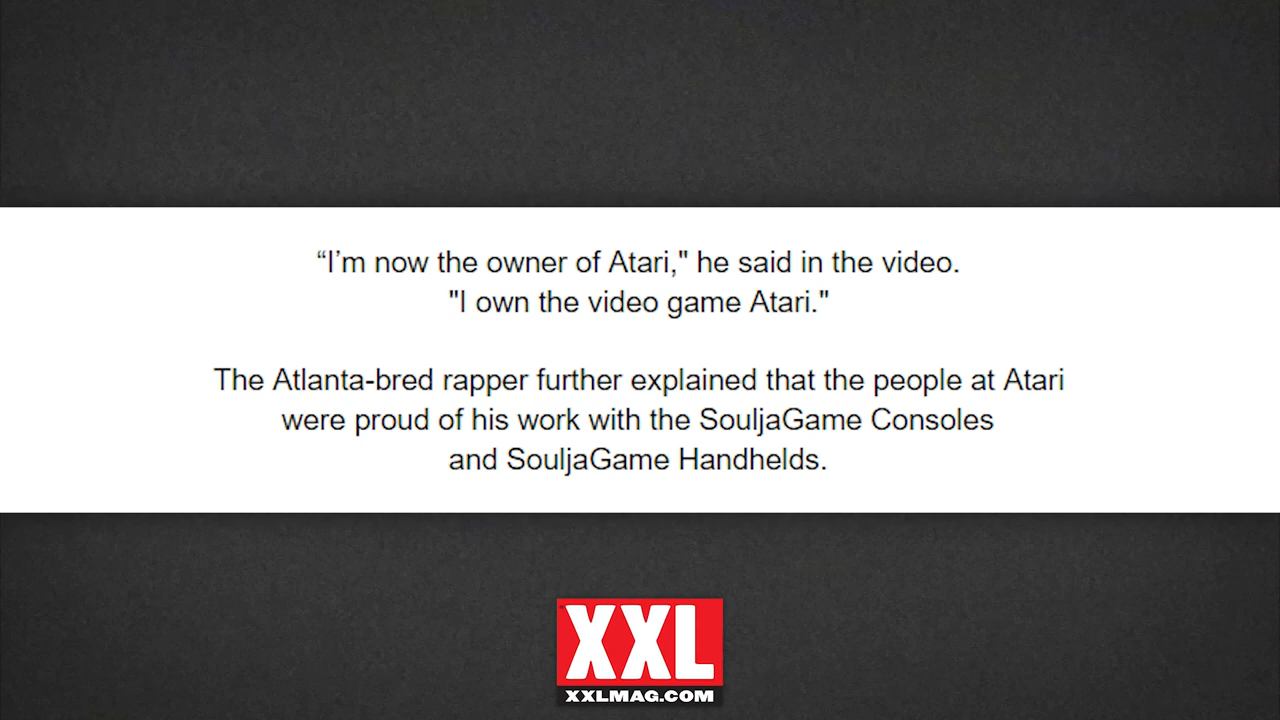 “I’m now the owner of Atari," he said in the video.
"I own the video game Atari."
The Atlanta-bred rapper further explained that the people at Atari
were proud of his work with the SouljaGame Consoles
and SouljaGame Handhelds.
XXL
XXLMAG.COM